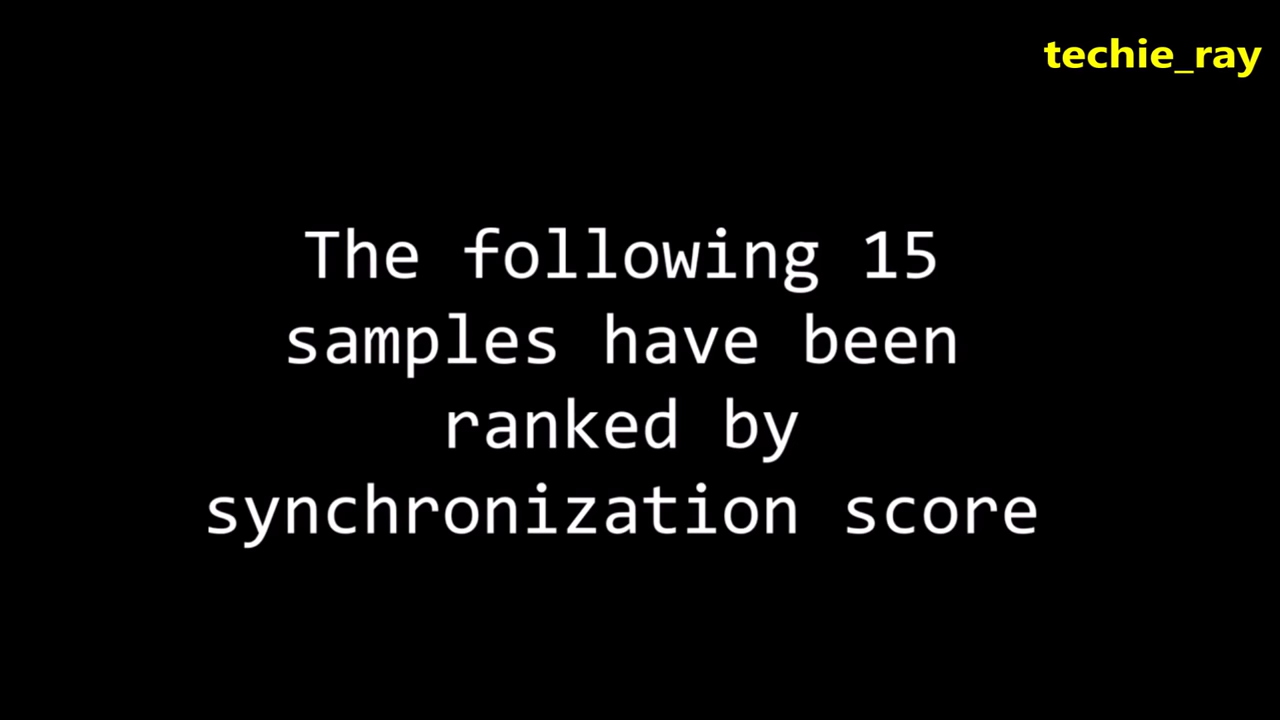 techie_ray
The following 15
samples have been
ranked by
synchronization score